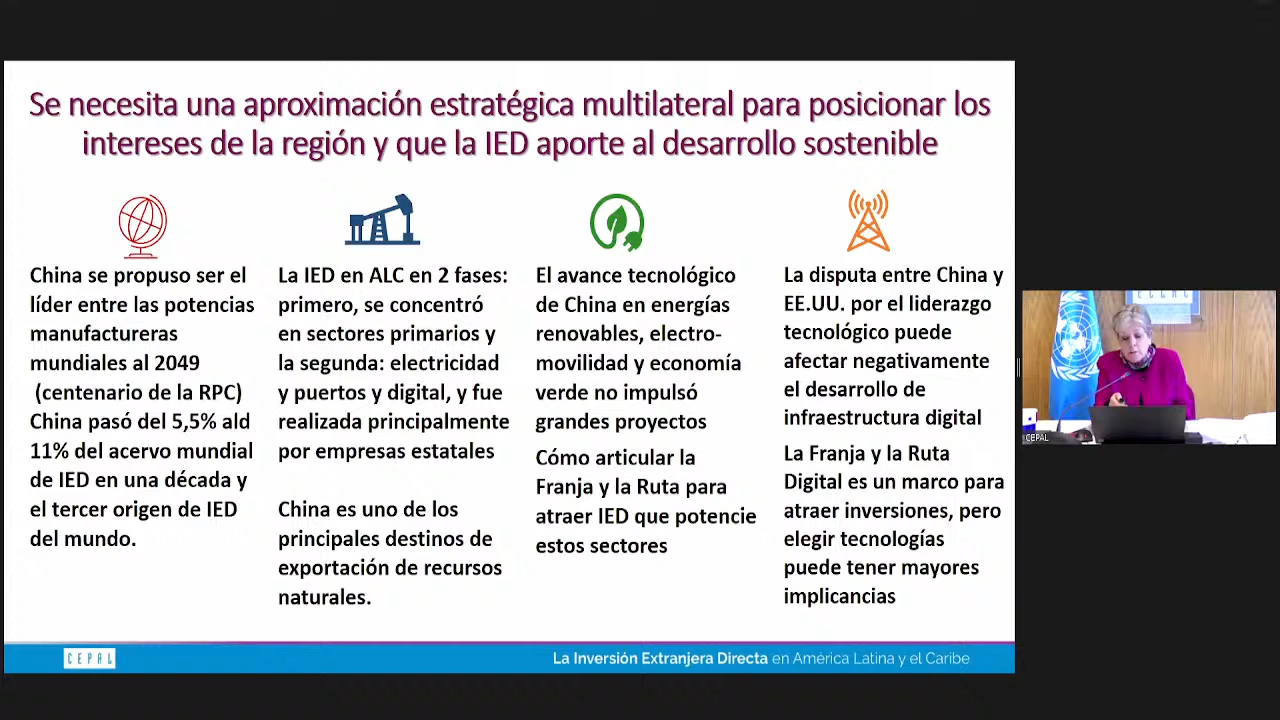 Se necesita una aproximación estratégica multilateral para posicionar los
intereses de la región y que la IED aporte al desarrollo sostenible
China se propuso ser el
líder entre las potencias
manufactureras
mundiales al 2049
(centenario de la RPC)
China pasó del 5,5% ald
11% del acervo mundial
de IED en una década y
el tercer origen de IED
del mundo.
La IED en ALC en 2 fases:
primero, se concentró
en sectores primarios y
la segunda: electricidad
y puertos y digital, y fue
realizada principalmente
por empresas estatales
China es uno de los
principales destinos de
exportación de recursos
naturales.
El avance tecnológico
de China en energías
renovables, electro-
movilidad y economía
verde no impulsó
grandes proyectos
Cómo articular la
Franja y la Ruta para
atraer IED que potencie
estos sectores
La disputa entre China y
EE.UU. por el liderazgo
tecnológico puede
afectar negativamente
el desarrollo de
infraestructura digital
La Franja y la Ruta
Digital es un marco para
atraer inversiones, pero
elegir tecnologías
puede tener mayores
implicancias
CEPAL
La Inversión Extranjera Directa en América Latina y el Caribe
CEPAL
CEPAL